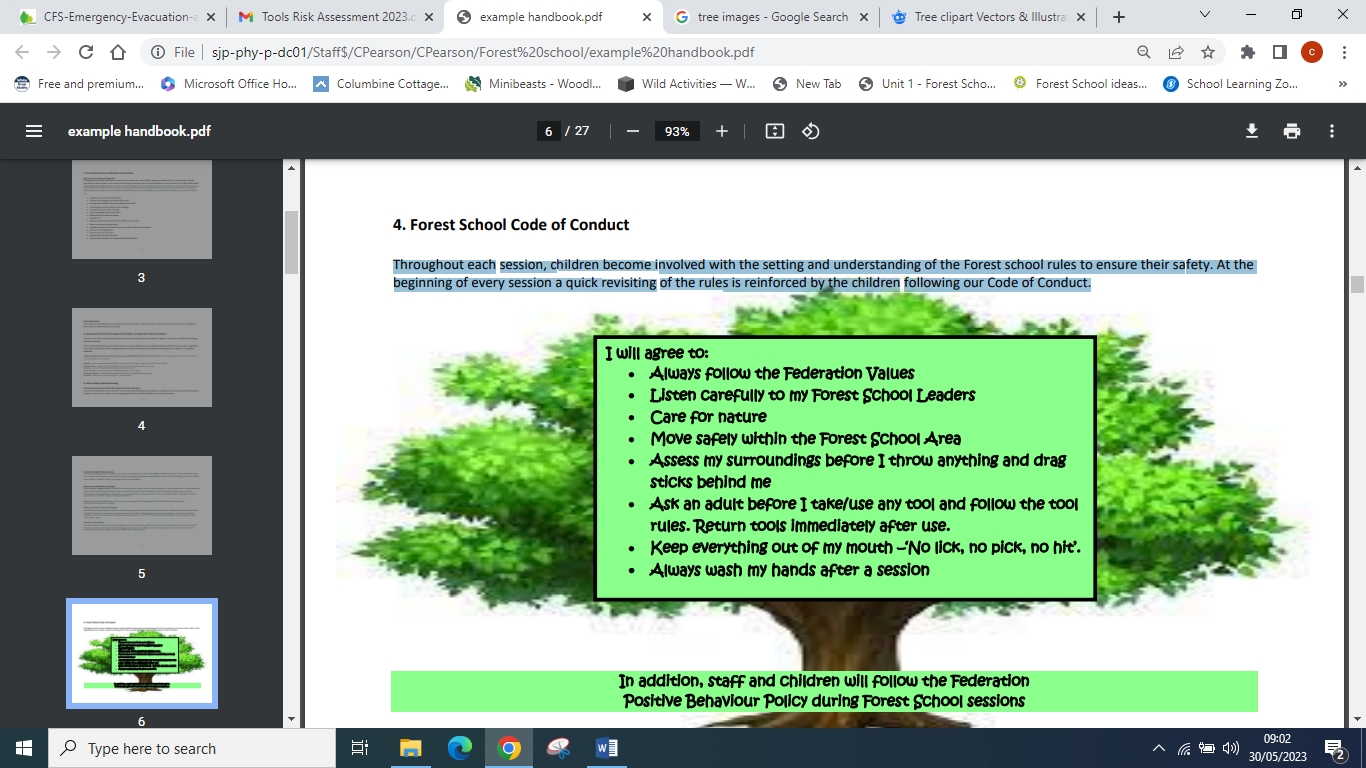 CFS-Emergency-Evacuation-a
Tools Risk Assessment 2023.c
example handbook.pdf
tree images - Google Search
Tree clipart Vectors & Illustra
File
sjp-phy-p-dc01/Staff$/CPearson/CPearson/Forest%20school/example%20handbook.pdf
c
Free and premium...
Microsoft Office Ho...
Columbine Cottage...
Minibeasts - Woodl...
Wild Activities — W...
New Tab
Unit 1 - Forest Scho...
Forest School ideas...
School Learning Zo...
»
example handbook.pdf
6 / 27
93%
3
4
5
6
4. Forest School Code of Conduct
Throughout each session, children become involved with the setting and understanding of the Forest school rules to ensure their safety. At the
beginning of every session a quick revisiting of the rules is reinforced by the children following our Code of Conduct.
I will agree to:
• Always follow the Federation Values
• Listen carefully to my Forest School Leaders
• Care for nature
• Move safely within the Forest School Area
• Assess my surroundings before I throw anything and drag
sticks behind me
• Ask an adult before I take/use any tool and follow the tool
rules. Return tools immediately after use.
• Keep everything out of my mouth –‘No lick, no pick, no hit’.
• Always wash my hands after a session
In addition, staff and children will follow the Federation
Positive Behaviour Policy during Forest School sessions
Type here to search
09:02
30/05/2023
2